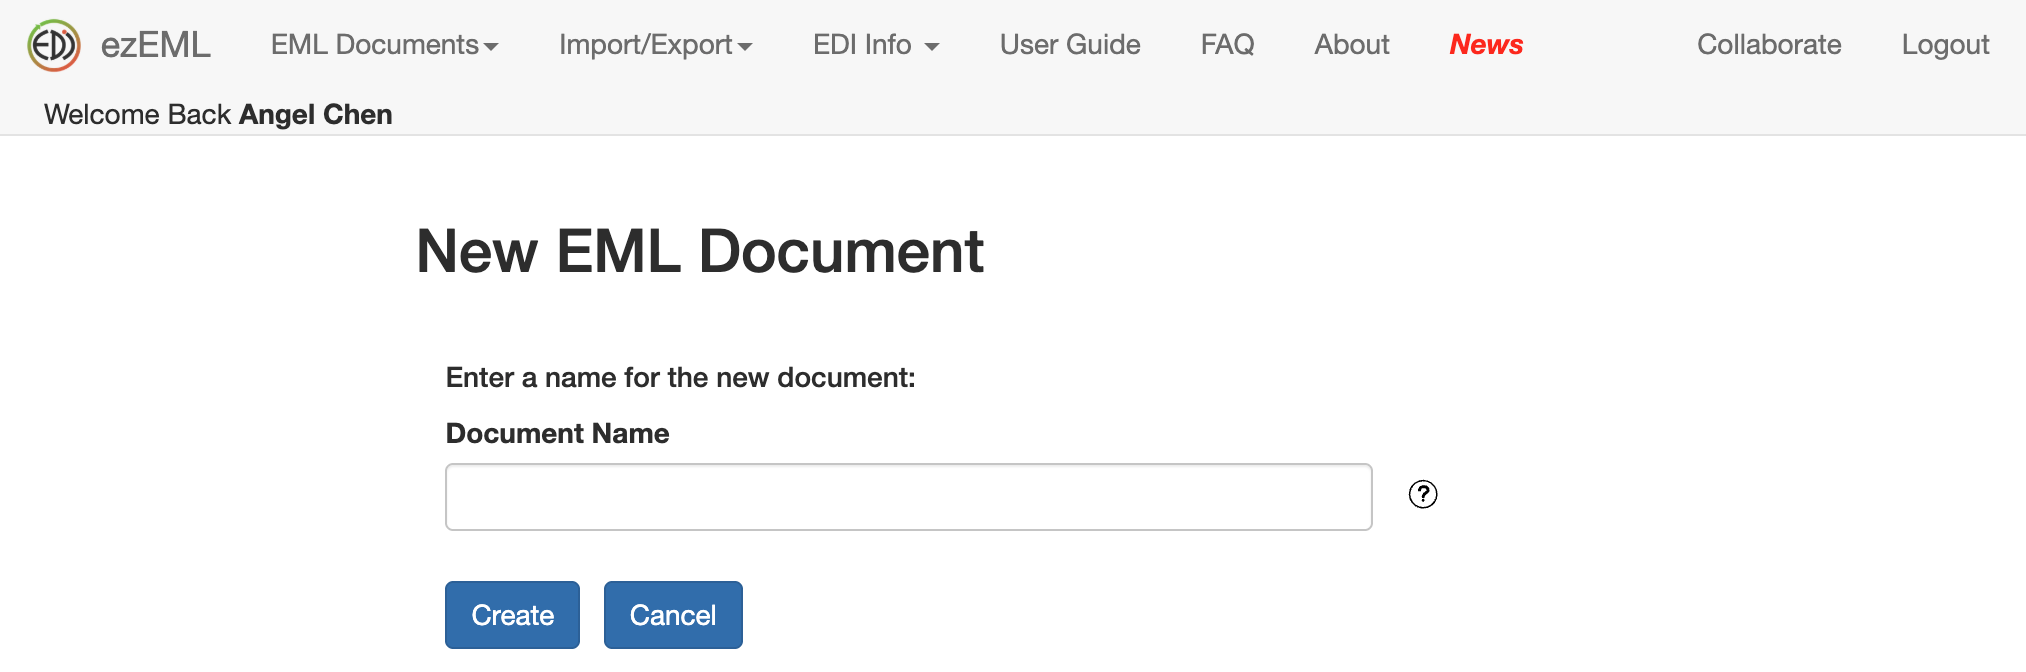 EDI ezEML EML Documents Import/Export EDI Info User Guide FAQ About News Collaborate Logout
Welcome Back Angel Chen
New EML Document
Enter a name for the new document:
Document Name
?
Create Cancel